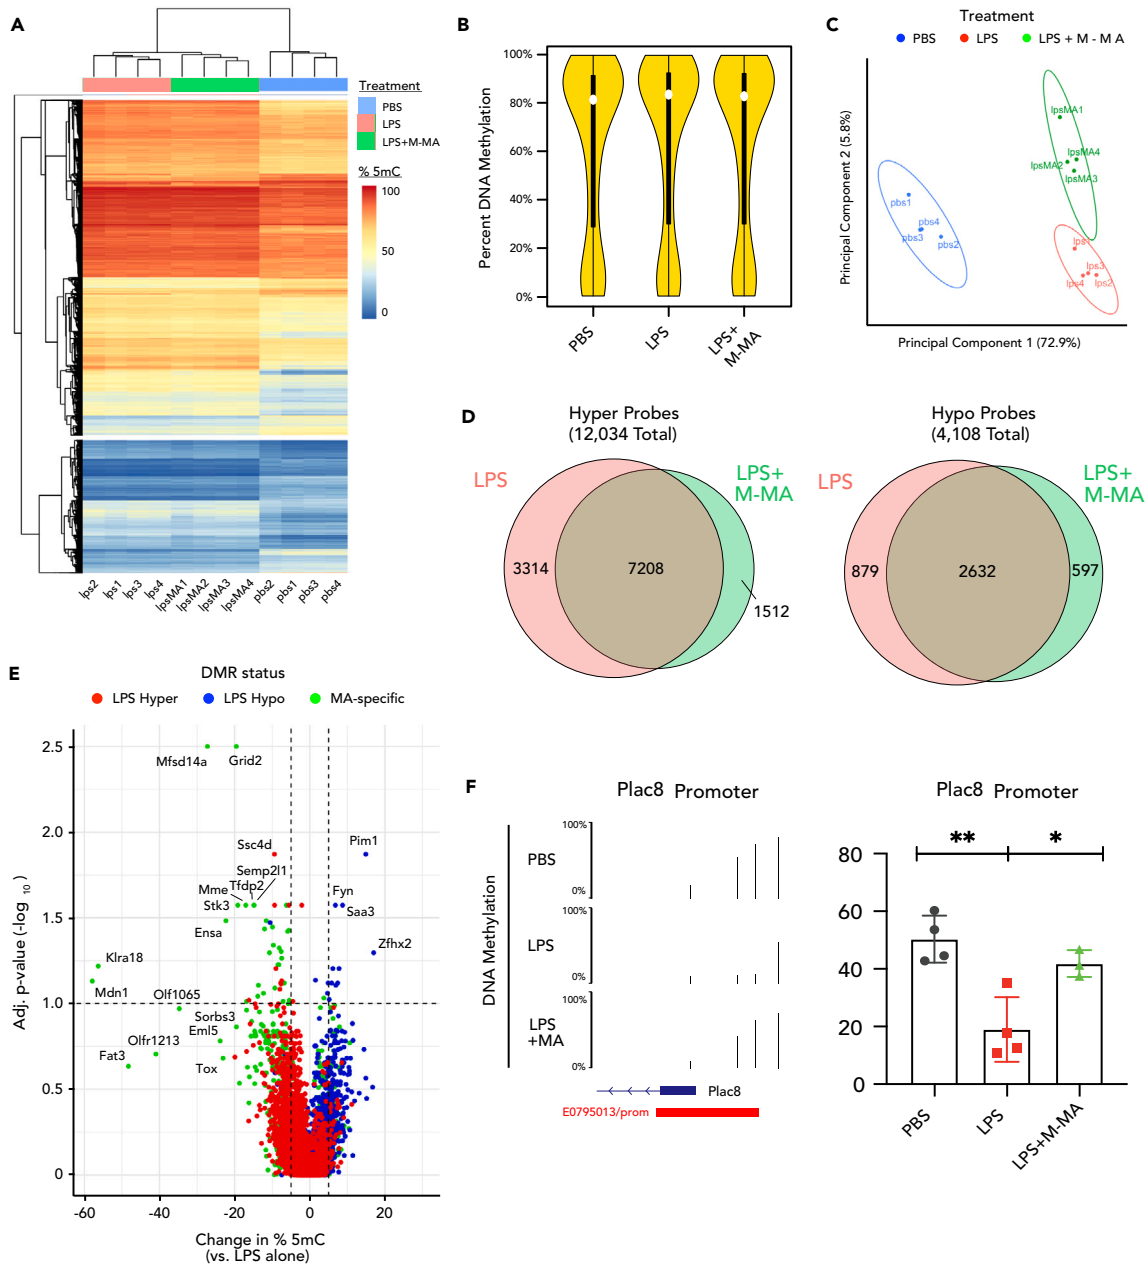 A
Treatment
PBS
LPS
LPS+M-MA
% 5mC
100
50
0
lps2
lps1
lps3
lps4
lpsMA1
lpsMA2
lpsMA3
lpsMA4
pbs2
pbs1
pbs3
pbs4
B
Percent DNA Methylation
100%
80%
60%
40%
20%
0%
PBS
LPS
LPS+
M-MA
C
Treatment
PBS
LPS
LPS + M - M A
Principal Component 2 (5.8%)
lpsMA1
lpsMA4
lpsMA2
lpsMA3
pbs1
pbs4
pbs3
pbs2
lps1
lps3
lps4
lps2
Principal Component 1 (72.9%)
D
Hyper Probes
(12,034 Total)
LPS
LPS+
M-MA
3314
7208
1512
Hypo Probes
(4,108 Total)
LPS
LPS+
M-MA
879
2632
597
E
DMR status
LPS Hyper
LPS Hypo
MA-specific
Adj. p-value (-log 10 )
2.5
2.0
1.5
1.0
0.5
0
Mfsd14a
Grid2
Ssc4d
Pim1
Semp2l1
Tfdp2
Mme
Stk3
Fyn
Saa3
Ensa
Zfhx2
Klra18
Mdn1
Olf1065
Sorbs3
Eml5
Olfr1213
Fat3
Tox
-60
-40
-20
0
20
Change in % 5mC
(vs. LPS alone)
F
Plac8 Promoter
DNA Methylation
100%
PBS
0%
100%
LPS
0%
100%
LPS
+MA
0%
Plac8
E0795013/prom
Plac8 Promoter
**
*
80
60
40
20
0
PBS
LPS
LPS+M-MA